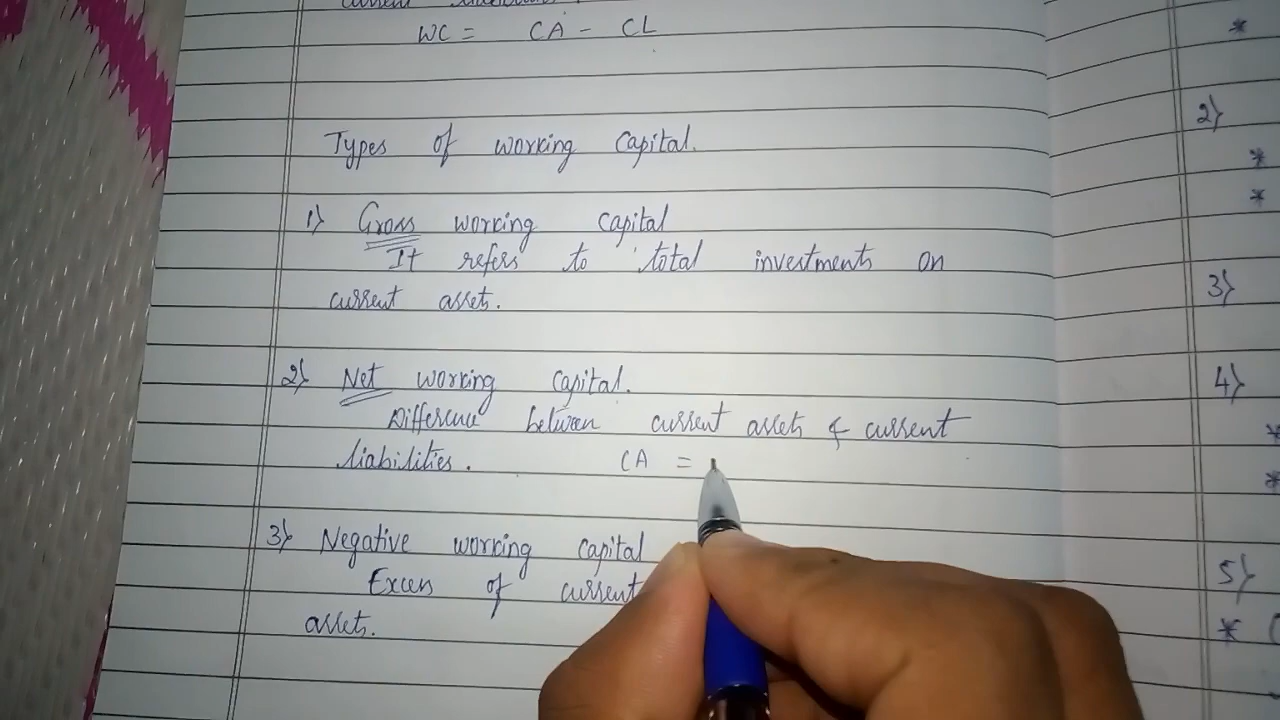 WC = CA - CL
Types of working capital.
1} Gross working capital
It refers to total investments on
current assets.
2} Net working capital.
Difference between current assets & current
liabilities. CA =
3} Negative working capital
Excess of current
assets.
*
2}
*
*
3}
4}
*
*
5}
*